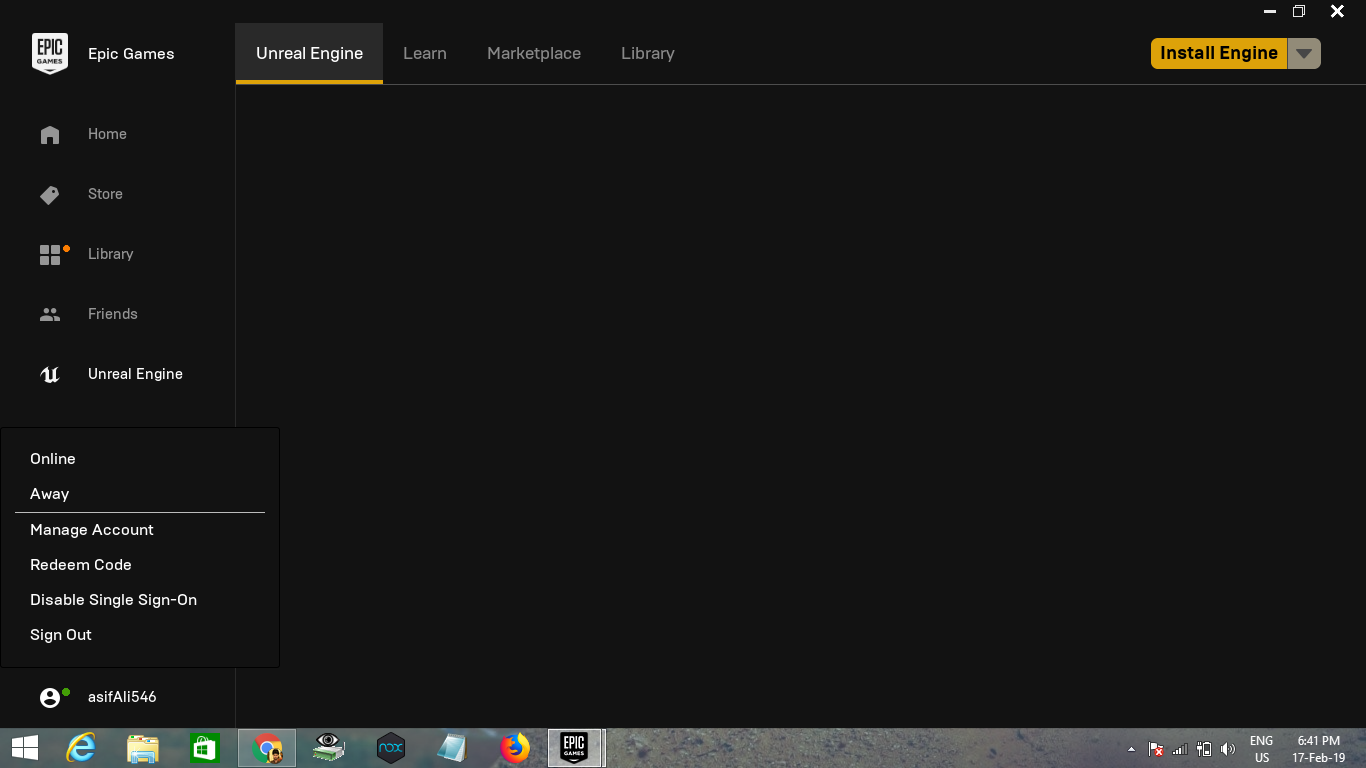 EPIC
GAMES
Epic Games
Unreal Engine
Learn
Marketplace
Library
Install Engine
Home
Store
Library
Friends
Unreal Engine
Online
Away
Manage Account
Redeem Code
Disable Single Sign-On
Sign Out
asifAli546
nox
EPIC
GAMES
ENG
US
6:41 PM
17-Feb-19